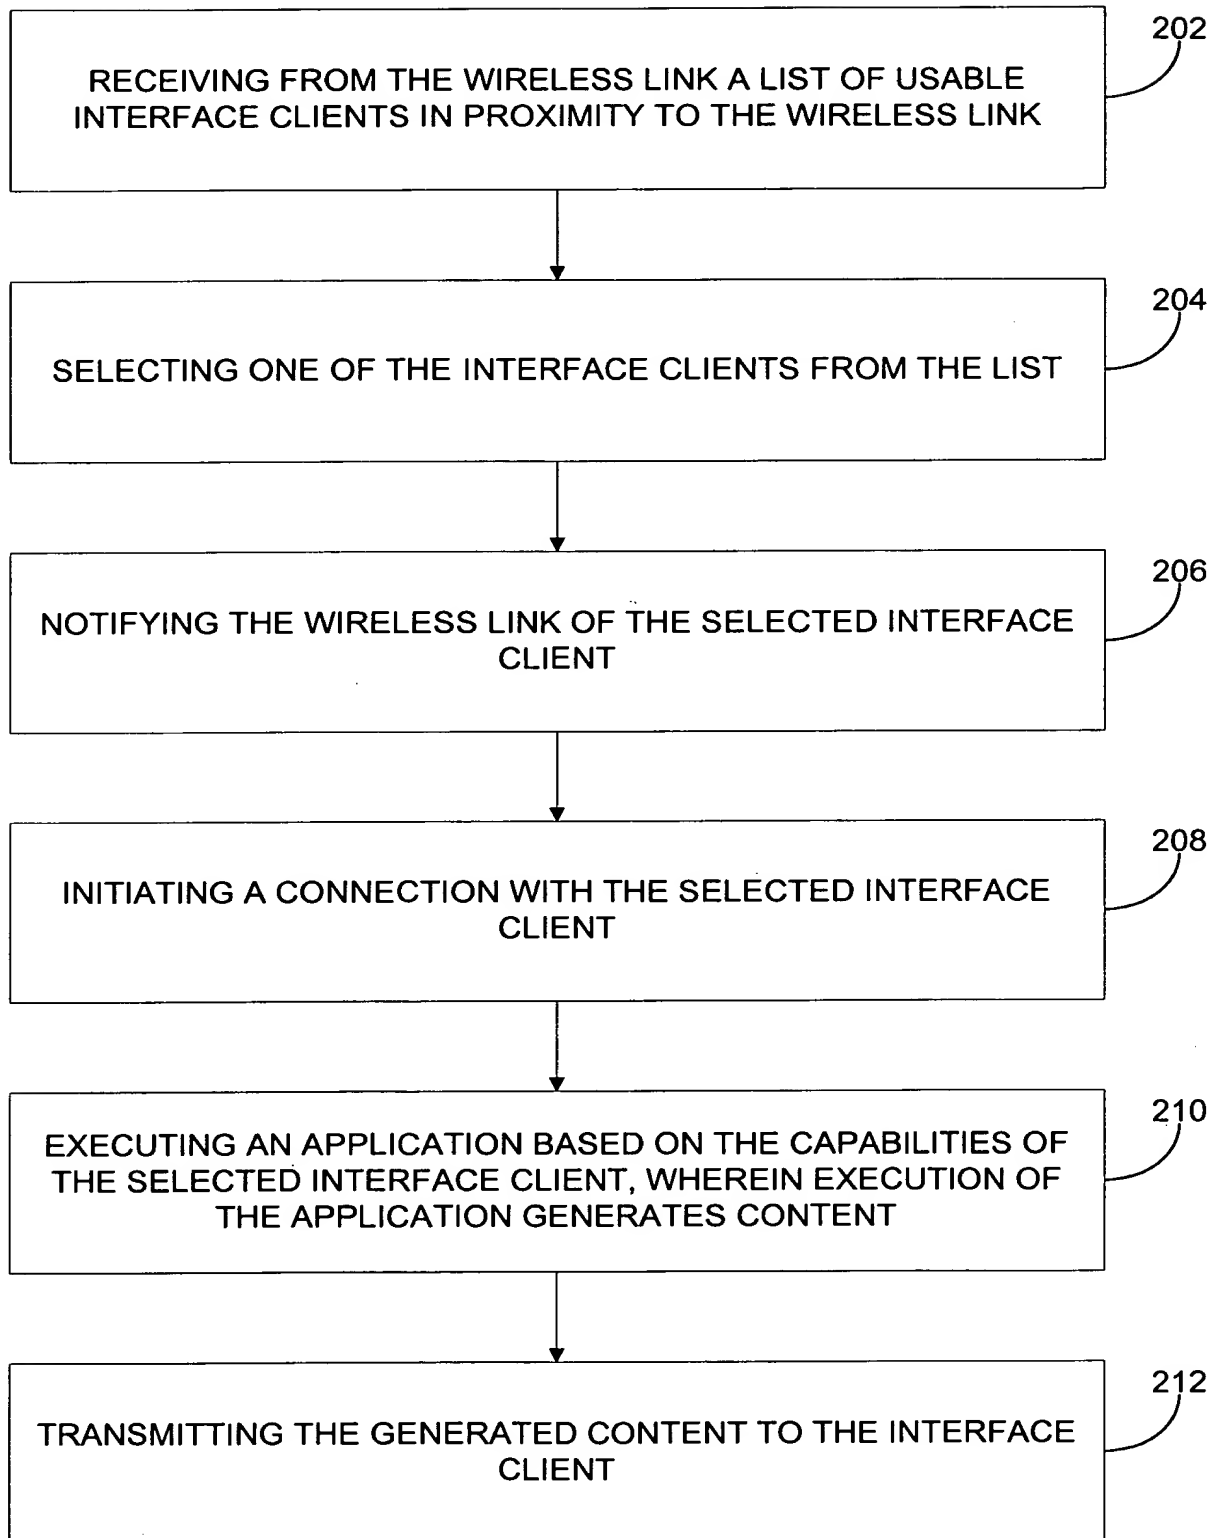 202
RECEIVING FROM THE WIRELESS LINK A LIST OF USABLE
INTERFACE CLIENTS IN PROXIMITY TO THE WIRELESS LINK
204
SELECTING ONE OF THE INTERFACE CLIENTS FROM THE LIST
206
NOTIFYING THE WIRELESS LINK OF THE SELECTED INTERFACE
CLIENT
208
INITIATING A CONNECTION WITH THE SELECTED INTERFACE
CLIENT
210
EXECUTING AN APPLICATION BASED ON THE CAPABILITIES OF
THE SELECTED INTERFACE CLIENT, WHEREIN EXECUTION OF
THE APPLICATION GENERATES CONTENT
212
TRANSMITTING THE GENERATED CONTENT TO THE INTERFACE
CLIENT